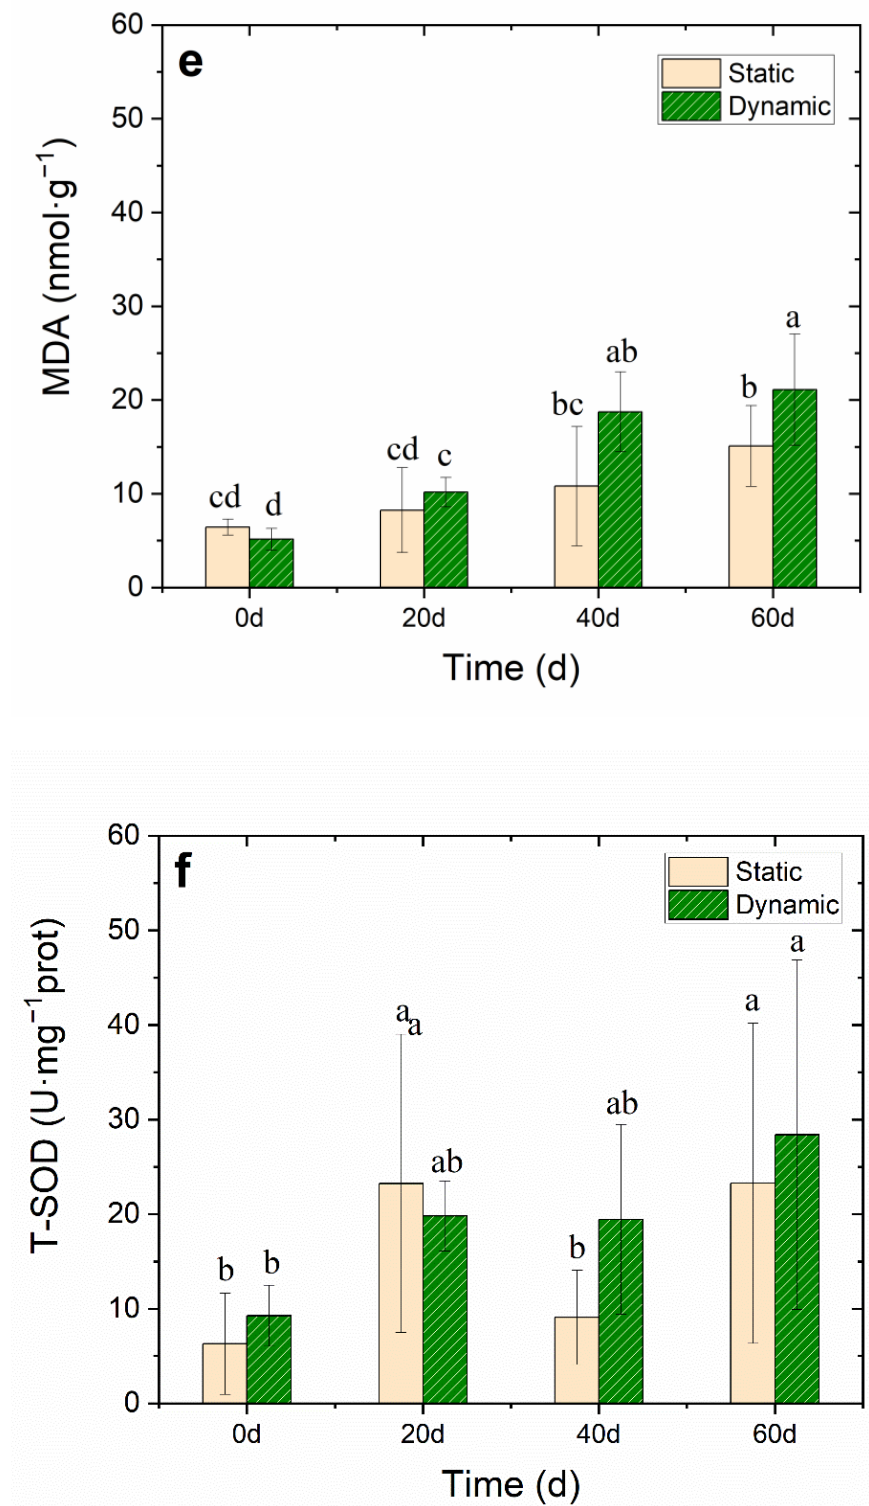 e
Static
Dynamic
MDA (nmol·g⁻¹)
60
50
40
30
20
10
0
cd
d
cd
c
bc
ab
b
a
0d
20d
40d
60d
Time (d)
f
Static
Dynamic
T-SOD (U·mg⁻¹prot)
60
50
40
30
20
10
0
b
b
a
a
ab
b
ab
a
a
0d
20d
40d
60d
Time (d)